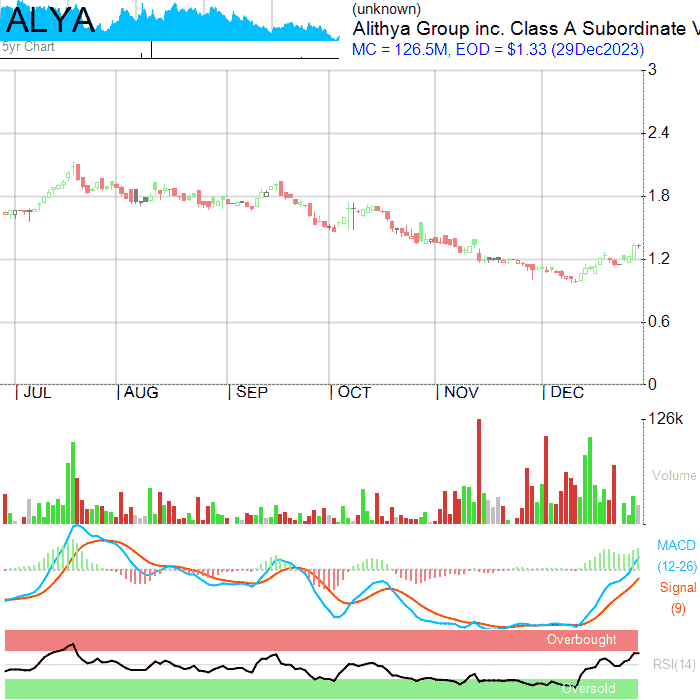 ALYA
5yr Chart
(unknown)
Alithya Group inc. Class A Subordinate V
MC = 126.5M, EOD = $1.33 (29Dec2023)
3
2.4
1.8
1.2
0.6
0
JUL AUG SEP OCT NOV DEC
126k
Volume
MACD
(12-26)
Signal
(9)
Overbought
RSI(14)
Oversold